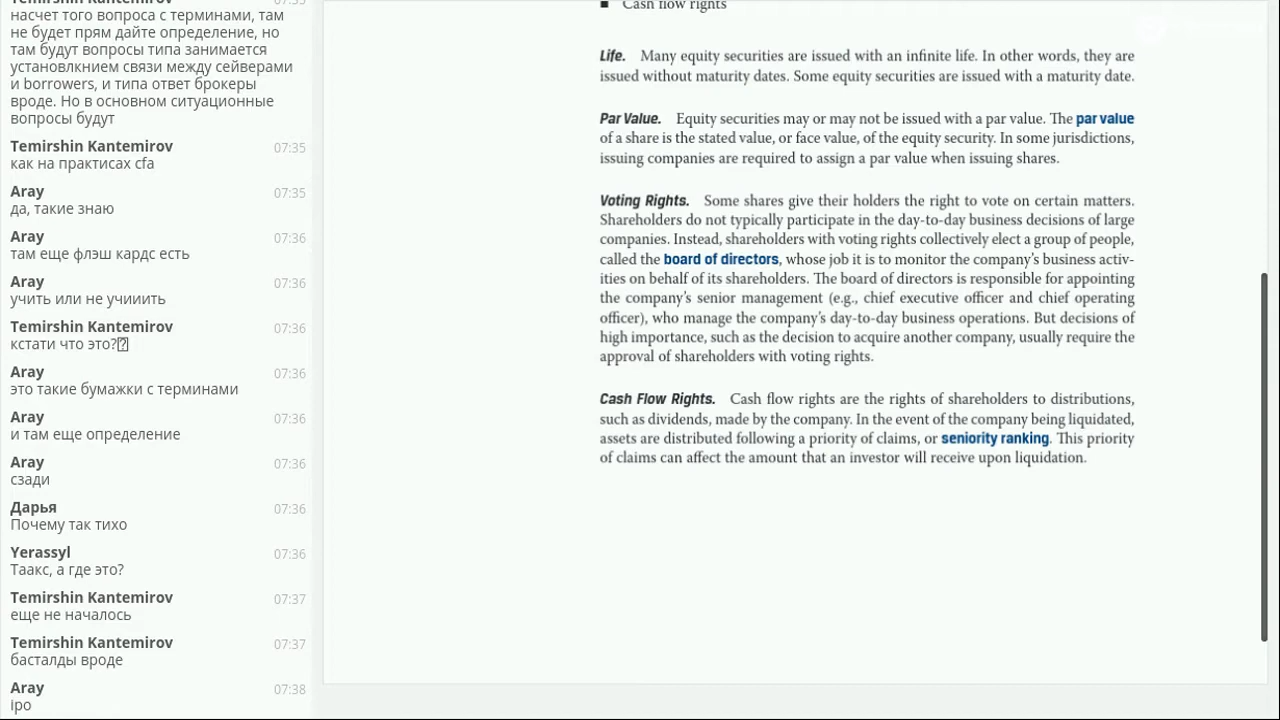 Temirshin Kantemirov 07:35
насчет того вопроса с терминами, там
не будет прям дайте определение, но
там будут вопросы типа занимается
установлкнием связи между сейверами
и borrowers, и типа ответ брокеры
вроде. Но в основном ситуационные
вопросы будут
Temirshin Kantemirov 07:35
как на практисах cfa
Aray 07:35
да, такие знаю
Aray 07:36
там еще флэш кардс есть
Aray 07:36
учить или не учииить
Temirshin Kantemirov 07:36
кстати что это?
Aray 07:36
это такие бумажки с терминами
Aray 07:36
и там еще определение
Aray 07:36
сзади
Дарья 07:36
Почему так тихо
Yerassyl 07:36
Таакс, а где это?
Temirshin Kantemirov 07:37
еще не началось
Temirshin Kantemirov 07:37
басталды вроде
Aray 07:38
ipo
■ Cash flow rights
Life. Many equity securities are issued with an infinite life. In other words, they are
issued without maturity dates. Some equity securities are issued with a maturity date.
Par Value. Equity securities may or may not be issued with a par value. The par value
of a share is the stated value, or face value, of the equity security. In some jurisdictions,
issuing companies are required to assign a par value when issuing shares.
Voting Rights. Some shares give their holders the right to vote on certain matters.
Shareholders do not typically participate in the day-to-day business decisions of large
companies. Instead, shareholders with voting rights collectively elect a group of people,
called the board of directors, whose job it is to monitor the company's business activ-
ities on behalf of its shareholders. The board of directors is responsible for appointing
the company's senior management (e.g., chief executive officer and chief operating
officer), who manage the company's day-to-day business operations. But decisions of
high importance, such as the decision to acquire another company, usually require the
approval of shareholders with voting rights.
Cash Flow Rights. Cash flow rights are the rights of shareholders to distributions,
such as dividends, made by the company. In the event of the company being liquidated,
assets are distributed following a priority of claims, or seniority ranking. This priority
of claims can affect the amount that an investor will receive upon liquidation.